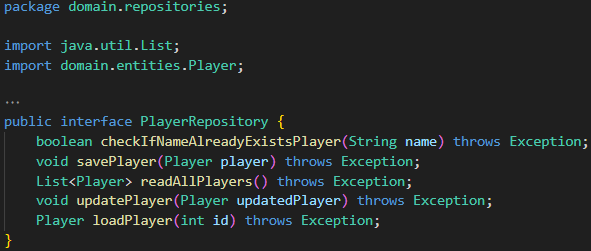 package domain.repositories;
import java.util.List;
import domain.entities.Player;
...
public interface PlayerRepository {
    boolean checkIfNameAlreadyExistsPlayer(String name) throws Exception;
    void savePlayer(Player player) throws Exception;
    List<Player> readAllPlayers() throws Exception;
    void updatePlayer(Player updatedPlayer) throws Exception;
    Player loadPlayer(int id) throws Exception;
}